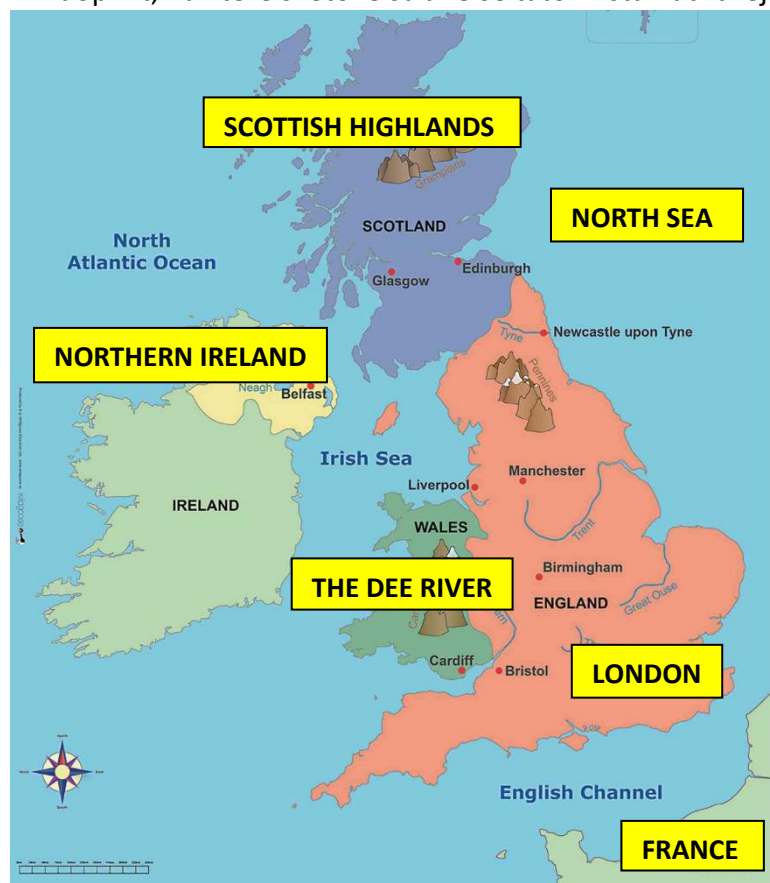 SCOTTISH HIGHLANDS
Grampians
NORTH SEA
SCOTLAND
North
Atlantic Ocean
Edinburgh
Glasgow
Tyne
Newcastle upon Tyne
NORTHERN IRELAND
Pennines
Neagh
Belfast
Irish Sea
Manchester
Liverpool
IRELAND
WALES
Trent
THE DEE RIVER
Birmingham
ENGLAND
Great Ouse
LONDON
Cardiff
Bristol
English Channel
FRANCE